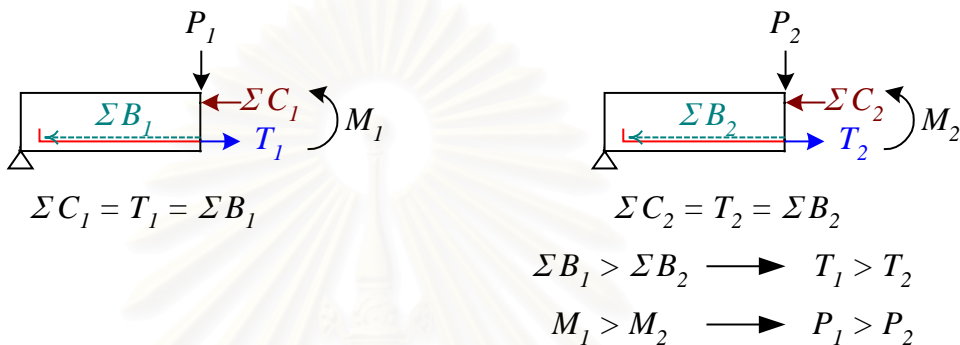 P₁
P₂
ΣB₁
ΣC₁
T₁
M₁
ΣB₂
ΣC₂
T₂
M₂
ΣC₁ = T₁ = ΣB₁
ΣC₂ = T₂ = ΣB₂
ΣB₁ > ΣB₂ → T₁ > T₂
M₁ > M₂ → P₁ > P₂